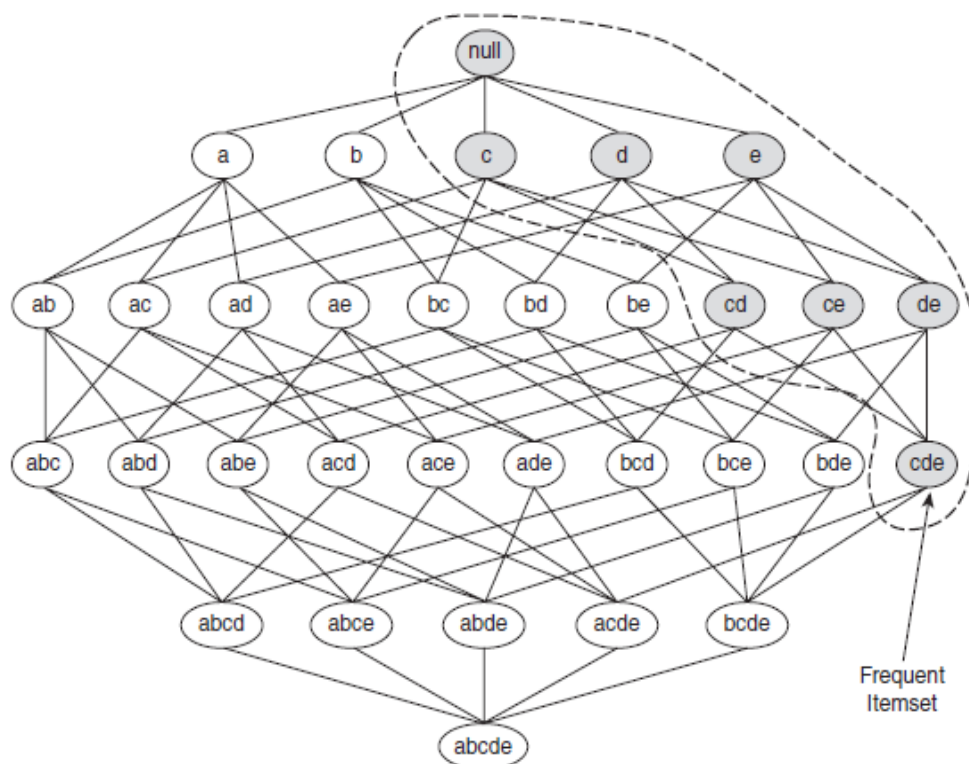 null
a b c d e
ab ac ad ae bc bd be cd ce de
abc abd abe acd ace ade bcd bce bde cde
abcd abce abde acde bcde
Frequent
Itemset
abcde